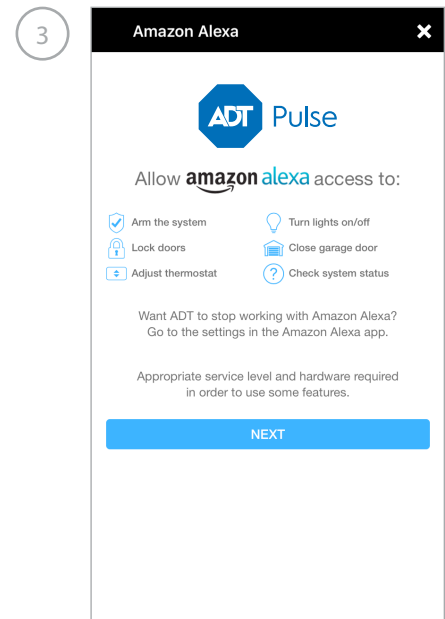 3
Amazon Alexa
ADT Pulse
Allow amazon alexa access to:
Arm the system
Turn lights on/off
Lock doors
Close garage door
Adjust thermostat
? Check system status
Want ADT to stop working with Amazon Alexa?
Go to the settings in the Amazon Alexa app.
Appropriate service level and hardware required
in order to use some features.
NEXT